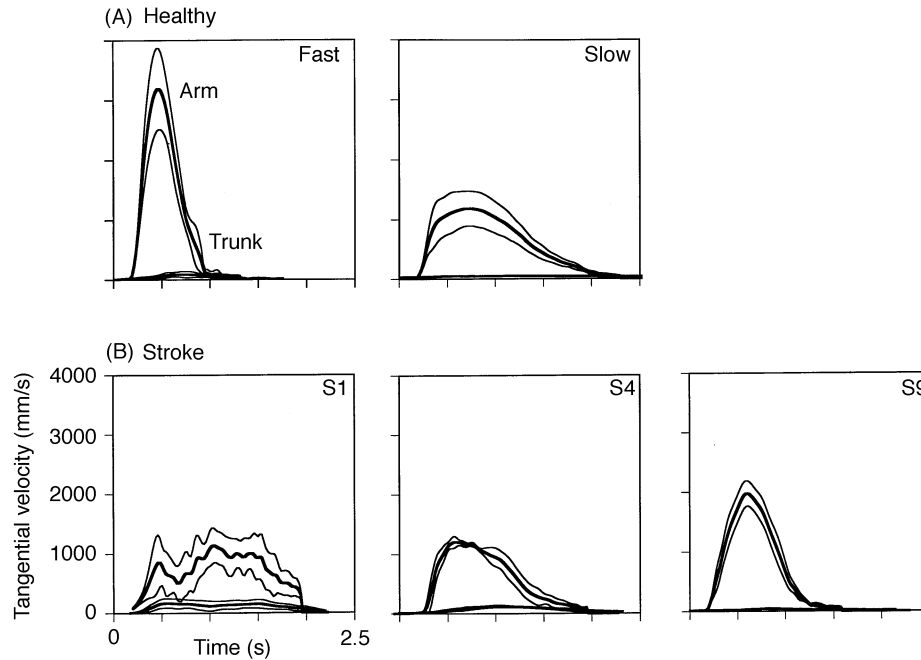 (A) Healthy
Fast
Slow
Arm
Trunk
(B) Stroke
S1
S4
S9
Tangential velocity (mm/s)
4000
3000
2000
1000
0
0
2.5
Time (s)